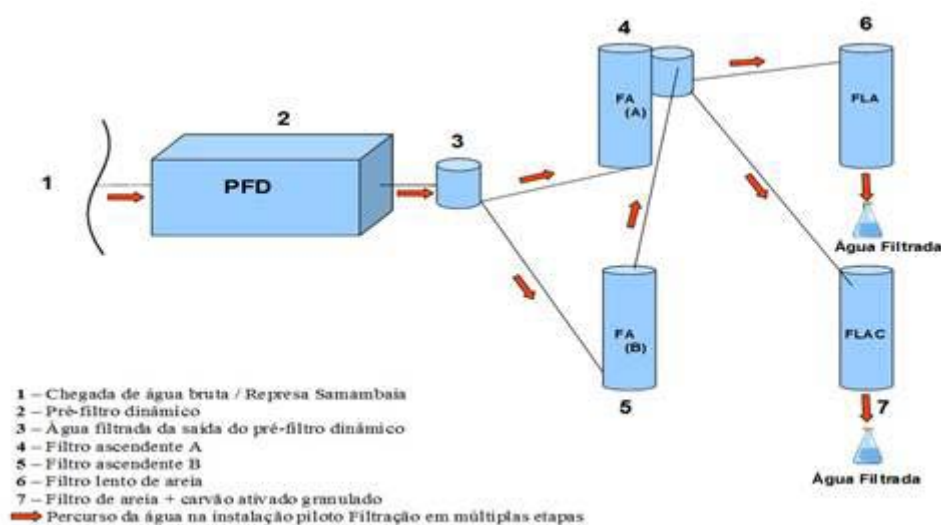 4
6
2
3
1
PFD
FA
(A)
FLA
Água Filtrada
FA
(B)
FLAC
5
7
Água Filtrada
1 – Chegada de água bruta / Represa Samambaia
2 – Pré-filtro dinâmico
3 – Água filtrada da saída do pré-filtro dinâmico
4 – Filtro ascendente A
5 – Filtro ascendente B
6 – Filtro lento de areia
7 – Filtro de areia + carvão ativado granulado
Percurso da água na instalação piloto Filtração em múltiplas etapas